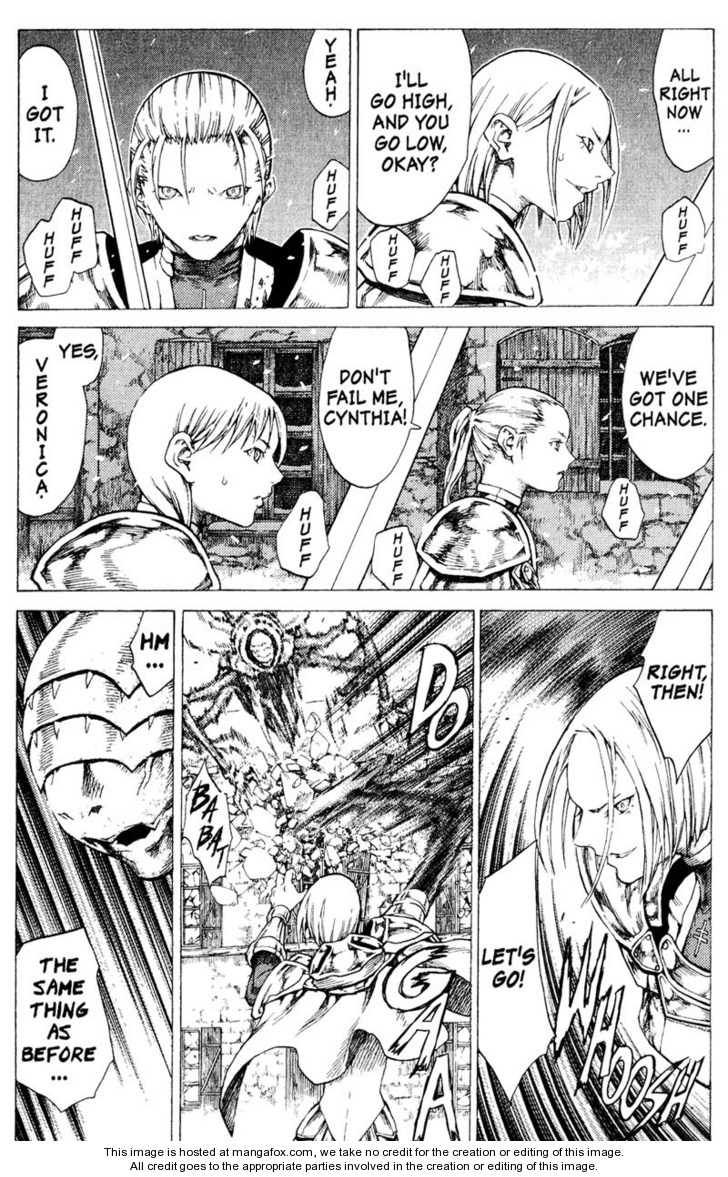 ALL
RIGHT
NOW
...
I'LL
GO HIGH,
AND YOU
GO LOW,
OKAY?
HUFF
HUFF
HUFF
YEAH.
I
GOT
IT.
HUFF
HUFF
HUFF
WE'VE
GOT ONE
CHANCE.
DON'T
FAIL ME,
CYNTHIA!
HUFF
HUFF
YES,
VERONICA.
HUFF
RIGHT,
THEN!
LET'S
GO!
WHOOSH
DO
GAA
A
BA
BAT
HM
...
THE
SAME
THING
AS
BEFORE
...
This image is hosted at mangafox.com, we take no credit for the creation or editing of this image.
All credit goes to the appropriate parties involved in the creation or editing of this image.